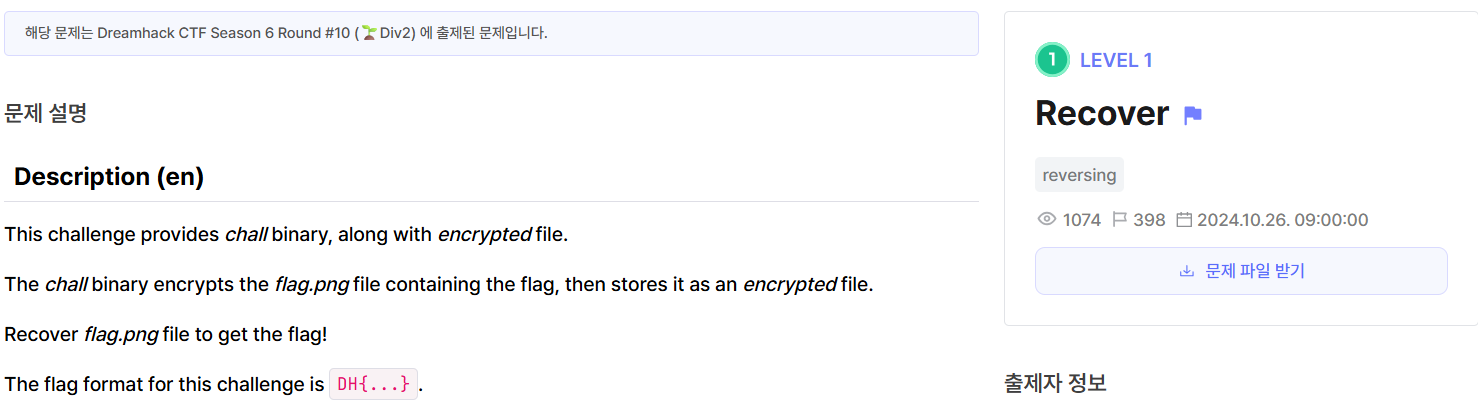 해당 문제는 Dreamhack CTF Season 6 Round #10 (🌱Div2) 에 출제된 문제입니다.
문제 설명
Description (en)
This challenge provides chall binary, along with encrypted file.
The chall binary encrypts the flag.png file containing the flag, then stores it as an encrypted file.
Recover flag.png file to get the flag!
The flag format for this challenge is DH{...}.
1 LEVEL 1
Recover
reversing
1074 398 2024.10.26. 09:00:00
문제 파일 받기
출제자 정보